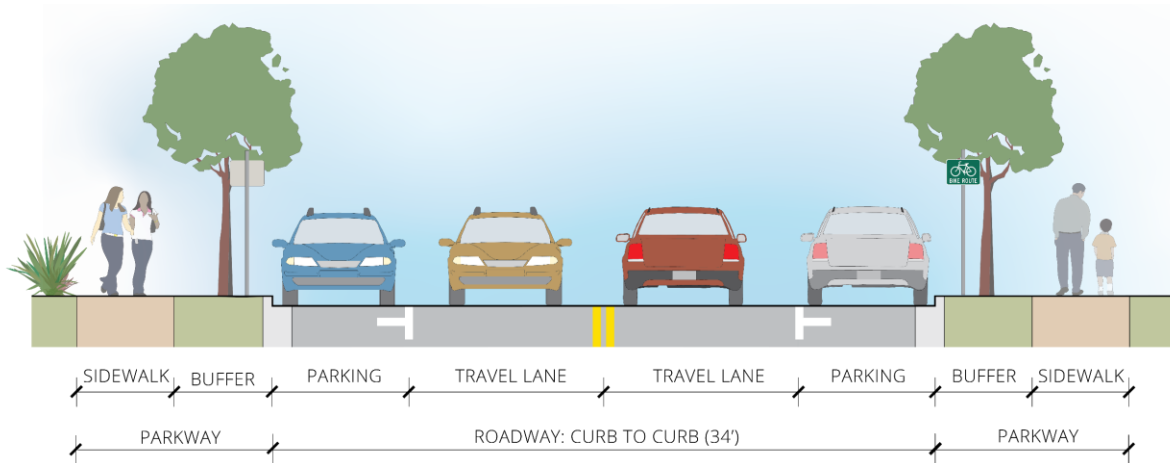 BIKE ROUTE
SIDEWALK BUFFER PARKING TRAVEL LANE TRAVEL LANE PARKING BUFFER SIDEWALK
PARKWAY ROADWAY: CURB TO CURB (34') PARKWAY